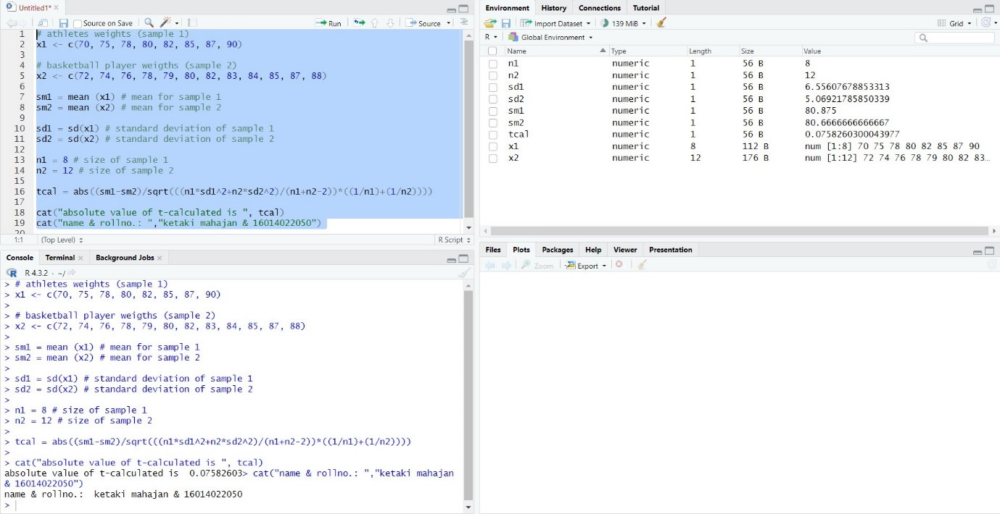 Untitled1*
Source on Save
Run
Source
1 # athletes weights (sample 1)
2 x1 <- c(70, 75, 78, 80, 82, 85, 87, 90)
3
4 # basketball player weigths (sample 2)
5 x2 <- c(72, 74, 76, 78, 79, 80, 82, 83, 84, 85, 87, 88)
6
7 sm1 = mean (x1) # mean for sample 1
8 sm2 = mean (x2) # mean for sample 2
9
10 sd1 = sd(x1) # standard deviation of sample 1
11 sd2 = sd(x2) # standard deviation of sample 2
12
13 n1 = 8 # size of sample 1
14 n2 = 12 # size of sample 2
15
16 tcal = abs((sm1-sm2)/sqrt(((n1*sd1^2+n2*sd2^2)/(n1+n2-2))*((1/n1)+(1/n2))))
17
18 cat("absolute value of t-calculated is ", tcal)
19 cat("name & rollno.: ","ketaki mahajan & 16014022050")
20
1:1 (Top Level) R Script
Console Terminal Background Jobs
R 4.3.2 · ~/
> # athletes weights (sample 1)
> x1 <- c(70, 75, 78, 80, 82, 85, 87, 90)
>
> # basketball player weigths (sample 2)
> x2 <- c(72, 74, 76, 78, 79, 80, 82, 83, 84, 85, 87, 88)
>
> sm1 = mean (x1) # mean for sample 1
> sm2 = mean (x2) # mean for sample 2
>
> sd1 = sd(x1) # standard deviation of sample 1
> sd2 = sd(x2) # standard deviation of sample 2
>
> n1 = 8 # size of sample 1
> n2 = 12 # size of sample 2
>
> tcal = abs((sm1-sm2)/sqrt(((n1*sd1^2+n2*sd2^2)/(n1+n2-2))*((1/n1)+(1/n2))))
>
> cat("absolute value of t-calculated is ", tcal)
absolute value of t-calculated is  0.07582603> cat("name & rollno.: ","ketaki mahajan
& 16014022050")
name & rollno.:  ketaki mahajan & 16014022050
>
Environment History Connections Tutorial
Import Dataset 139 MiB Grid
R Global Environment
Name Type Length Size Value
n1 numeric 1 56 B 8
n2 numeric 1 56 B 12
sd1 numeric 1 56 B 6.55607678853313
sd2 numeric 1 56 B 5.06921785850339
sm1 numeric 1 56 B 80.875
sm2 numeric 1 56 B 80.6666666666667
tcal numeric 1 56 B 0.0758260300043977
x1 numeric 8 112 B num [1:8] 70 75 78 80 82 85 87 90
x2 numeric 12 176 B num [1:12] 72 74 76 78 79 80 82 83...
Files Plots Packages Help Viewer Presentation
Zoom Export